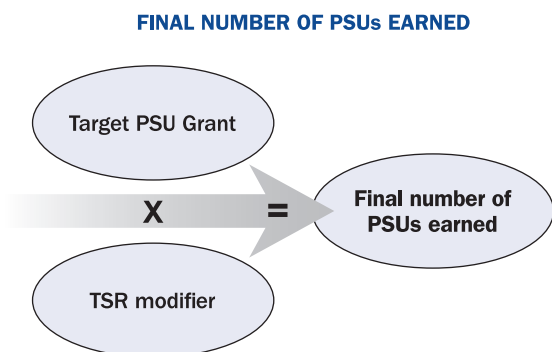 FINAL NUMBER OF PSUs EARNED
Target PSU Grant
X =
Final number of
PSUs earned
TSR modifier